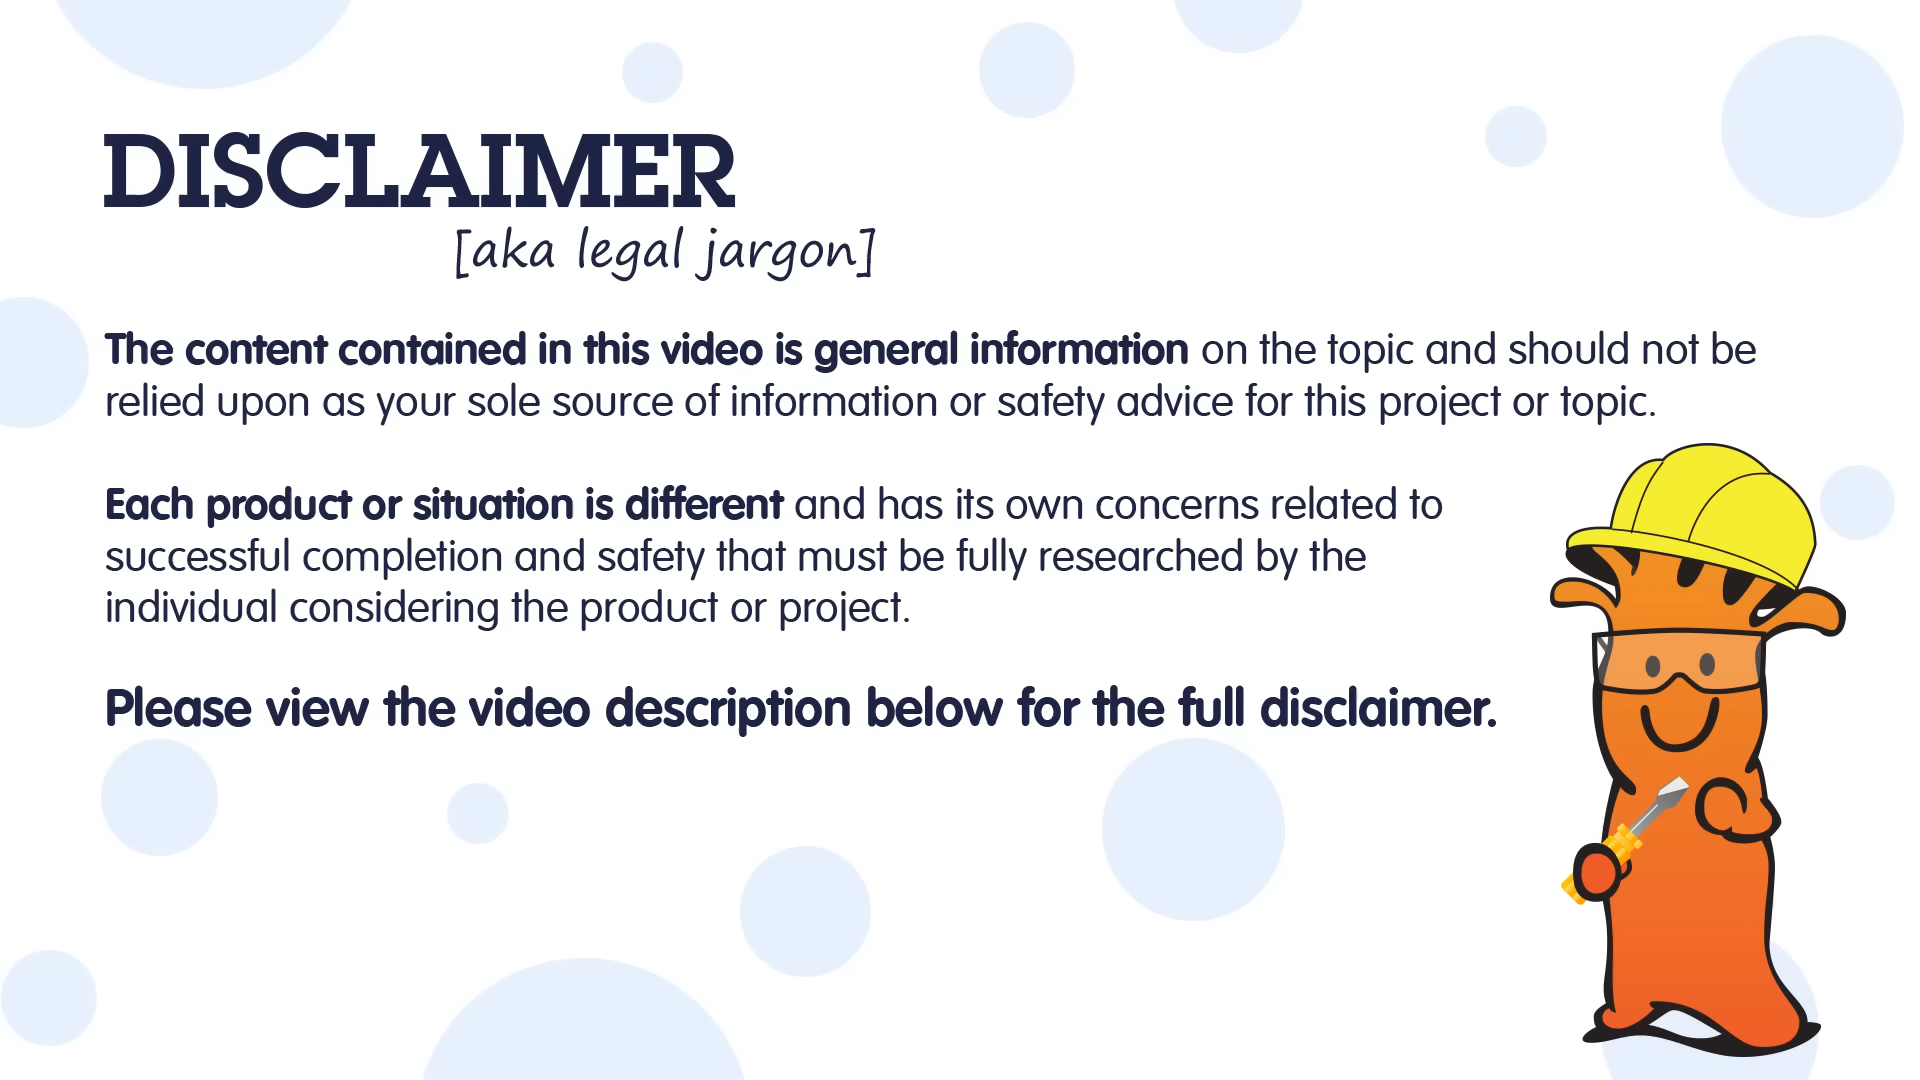 DISCLAIMER
[aka legal jargon]
The content contained in this video is general information on the topic and should not be
relied upon as your sole source of information or safety advice for this project or topic.
Each product or situation is different and has its own concerns related to
successful completion and safety that must be fully researched by the
individual considering the product or project.
Please view the video description below for the full disclaimer.